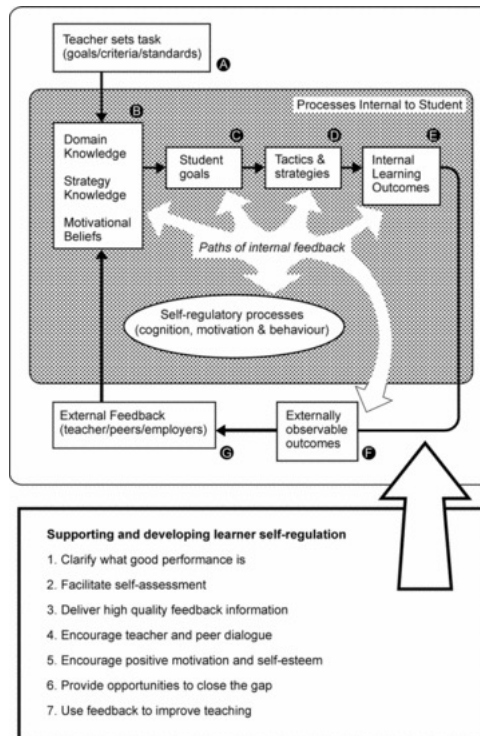 Teacher sets task
(goals/criteria/standards)
A
Processes Internal to Student
B
Domain
Knowledge
Strategy
Knowledge
Motivational
Beliefs
C
Student
goals
D
Tactics &
strategies
E
Internal
Learning
Outcomes
Paths of internal feedback
Self-regulatory processes
(cognition, motivation & behaviour)
External Feedback
(teacher/peers/employers)
G
Externally
observable
outcomes
F
Supporting and developing learner self-regulation
1. Clarify what good performance is
2. Facilitate self-assessment
3. Deliver high quality feedback information
4. Encourage teacher and peer dialogue
5. Encourage positive motivation and self-esteem
6. Provide opportunities to close the gap
7. Use feedback to improve teaching